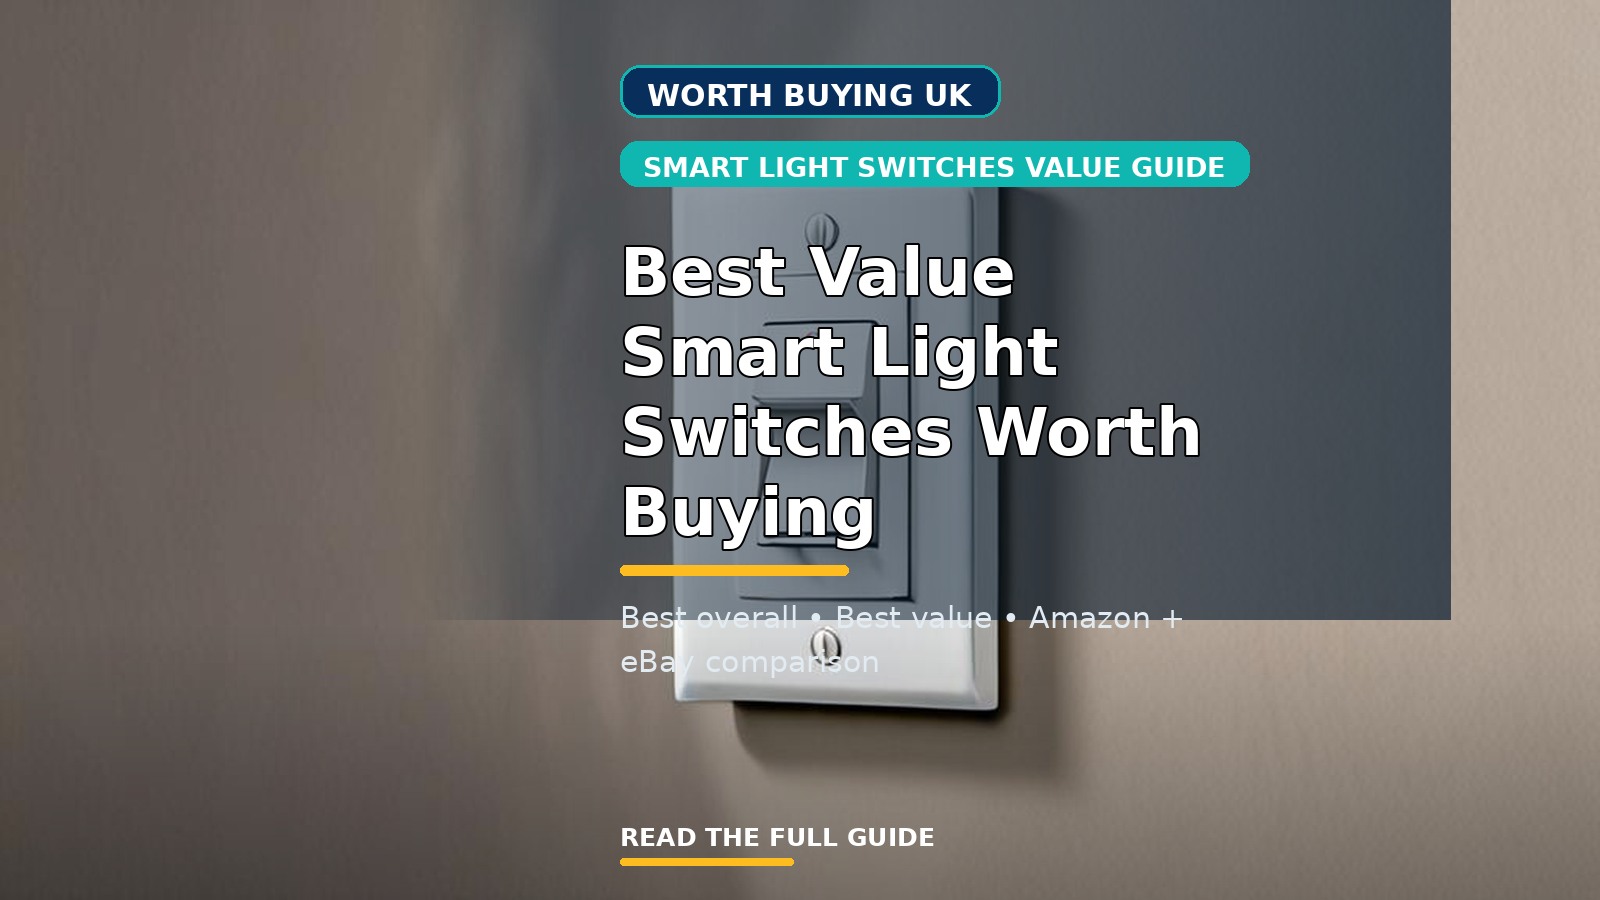 WORTH BUYING UK
SMART LIGHT SWITCHES VALUE GUIDE
Best Value
Smart Light
Switches Worth
Buying
Best overall • Best value • Amazon +
eBay comparison
READ THE FULL GUIDE